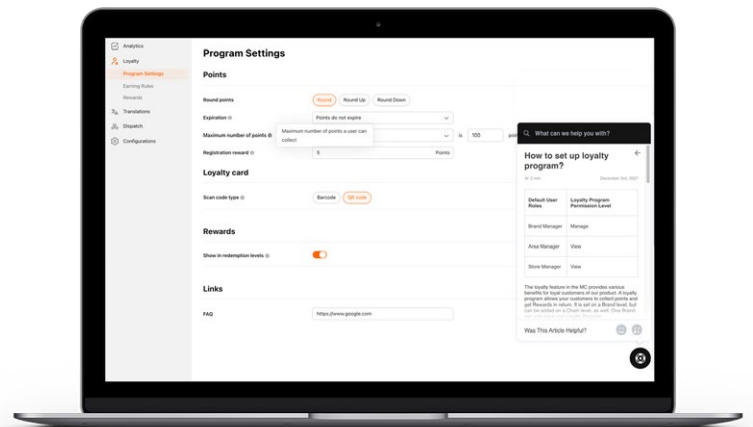 Analytics
Loyalty
Program Settings
Earning Rules
Rewards
Translations
Dispatch
Configurations
Program Settings
Points
Round points
Round
Round Up
Round Down
Expiration
Points do not expire
Maximum number of points
Maximum number of points a user can
collect
is
100
Registration reward
5
Points
Loyalty card
Scan code type
Barcode
QR code
Rewards
Show in redemption levels
Links
FAQ
https://www.google.com
What can we help you with?
How to set up loyalty
program?
2 min
December 3rd, 2021
Default User
Roles
Loyalty Program
Permission Level
Brand Manager
Manage
Area Manager
View
Store Manager
View
The loyalty feature in the MC provides various
benefits for loyal customers of our product. A loyalty
program allows your customers to collect points and
get Rewards in return. It is set on a Brand level, but
can be added on a Chain level, as well. One Brand
Was This Article Helpful?